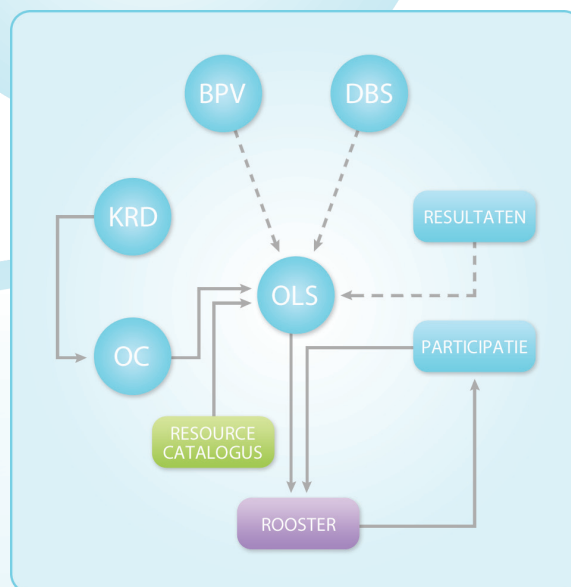 BPV
DBS
KRD
RESULTATEN
OLS
OC
PARTICIPATIE
RESOURCE
CATALOGUS
ROOSTER